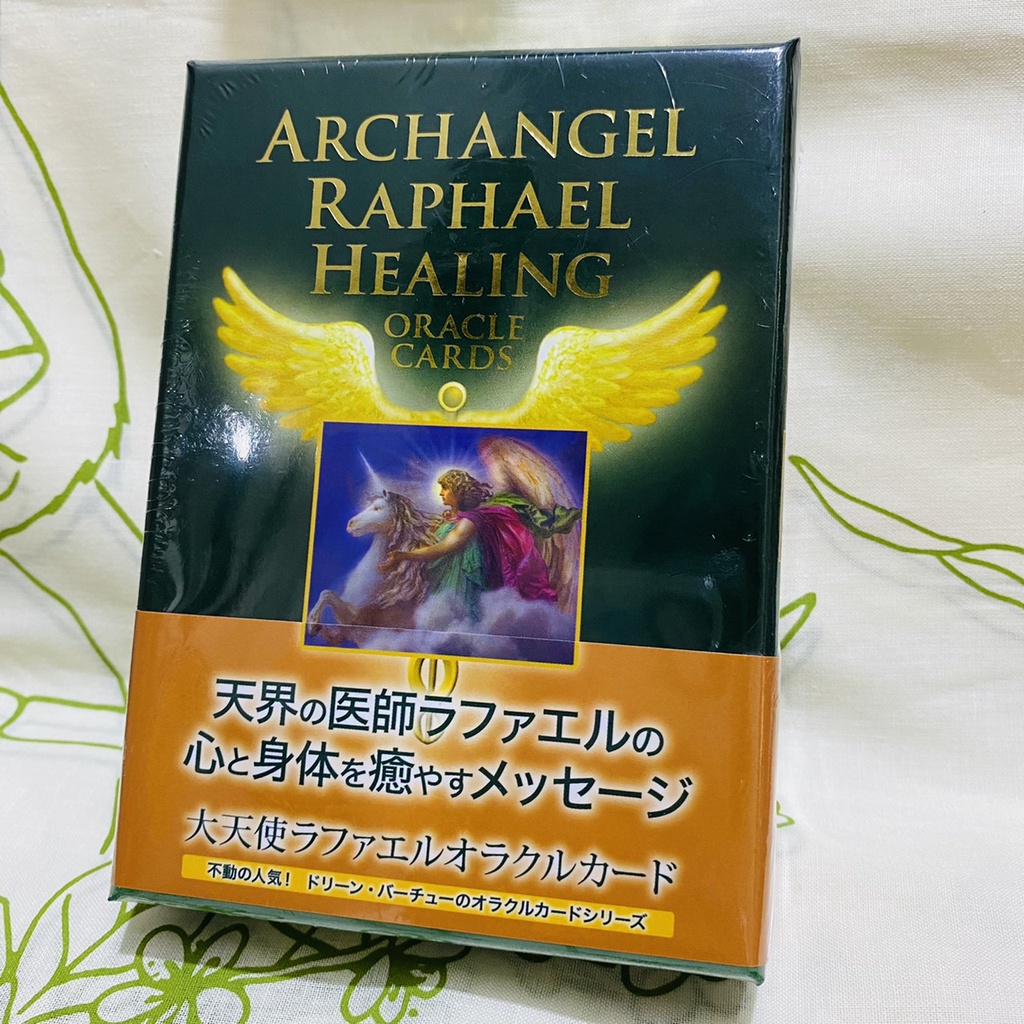 ARCHANGEL
RAPHAEL
HEALING
ORACLE
CARDS
天界の医師ラファエルの
心と身体を癒やすメッセージ
大天使ラファエルオラクルカード
不動の人気！ ドリーン・バーチューのオラクルカードシリーズ